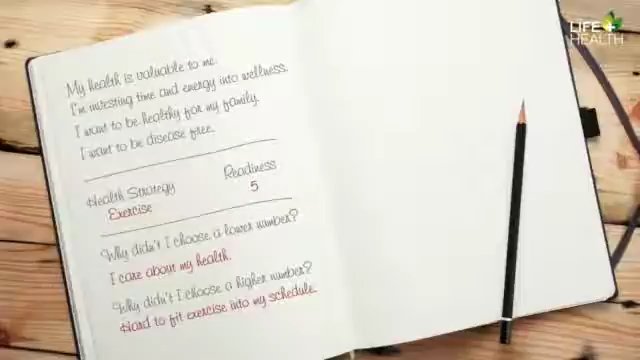 LIFE+
HEALTH
My health is valuable to me.
I'm investing time and energy into wellness.
I want to be healthy for my family.
I want to be disease free.
Health Strategy Readiness
Exercise 5
Why didn't I choose a lower number?
I care about my health.
Why didn't I choose a higher number?
Hard to fit exercise into my schedule.